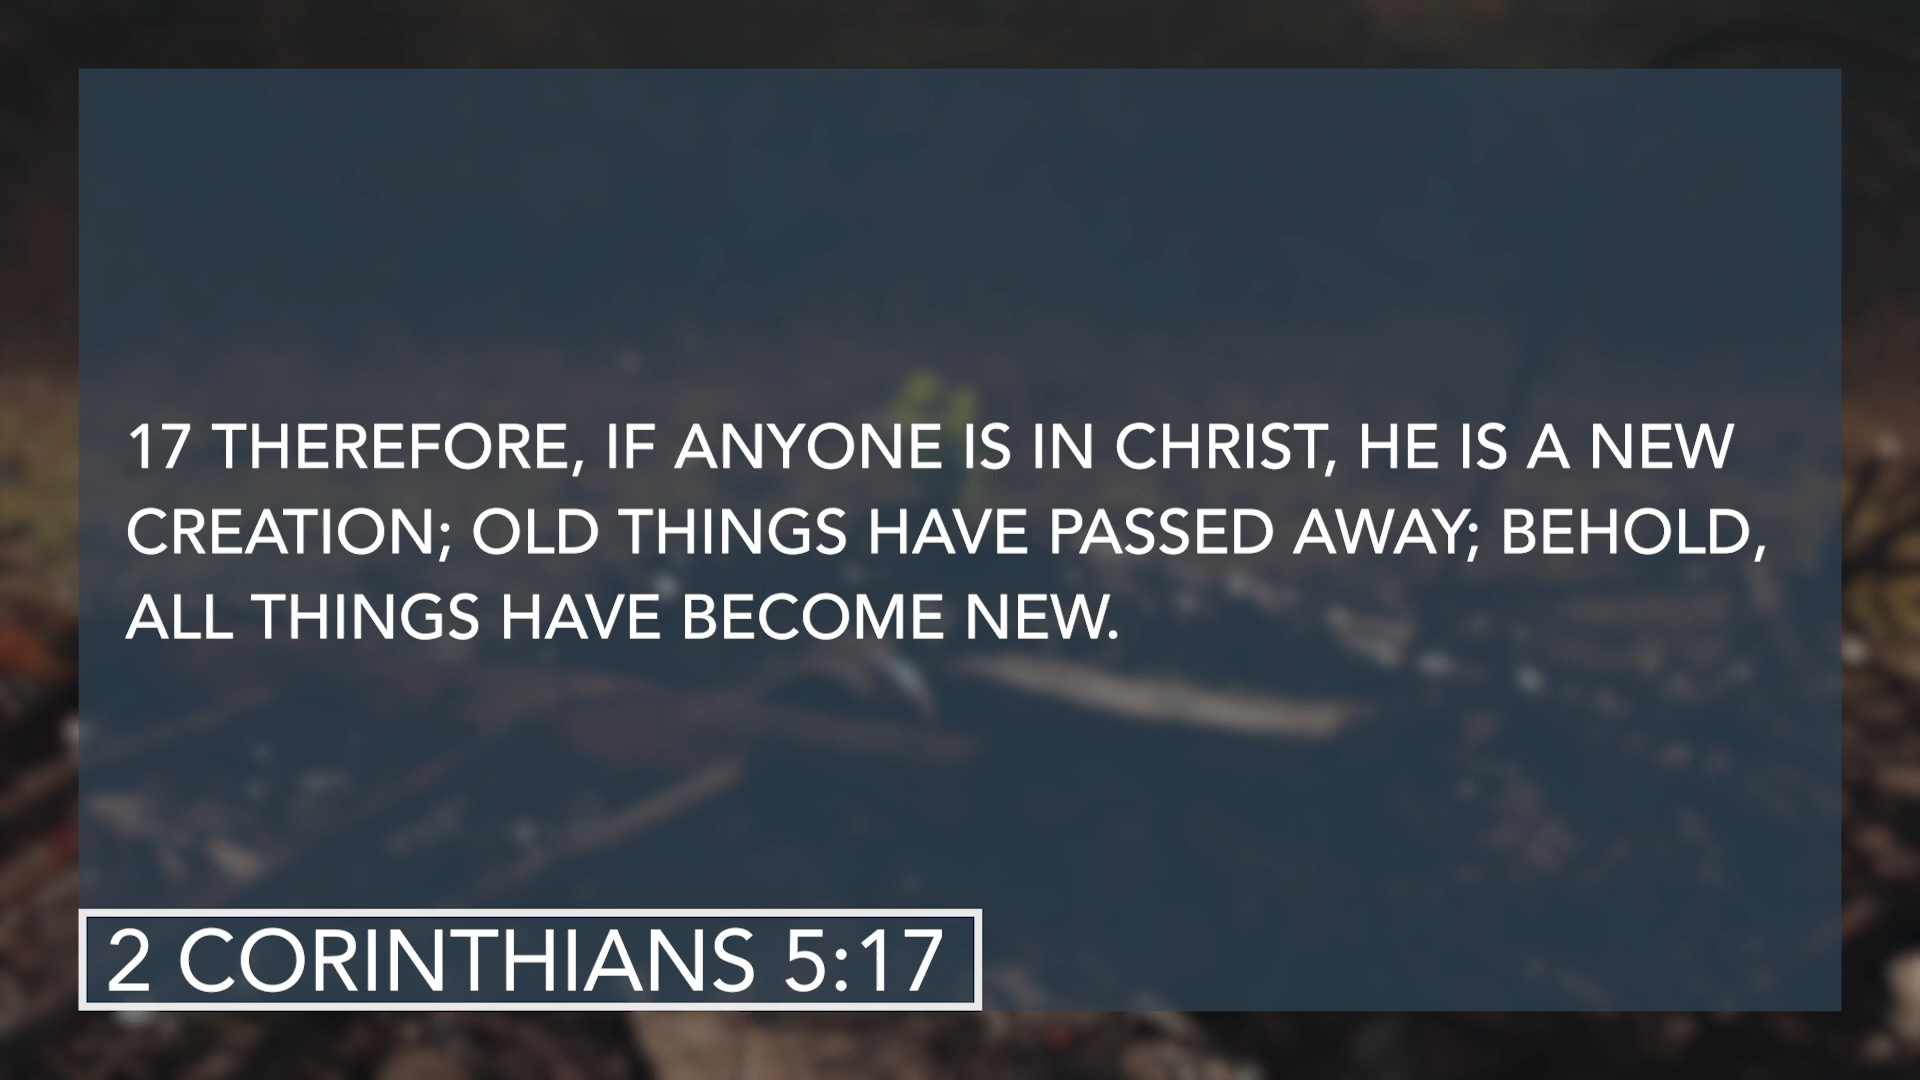 17 THEREFORE, IF ANYONE IS IN CHRIST, HE IS A NEW
CREATION; OLD THINGS HAVE PASSED AWAY; BEHOLD,
ALL THINGS HAVE BECOME NEW.
2 CORINTHIANS 5:17